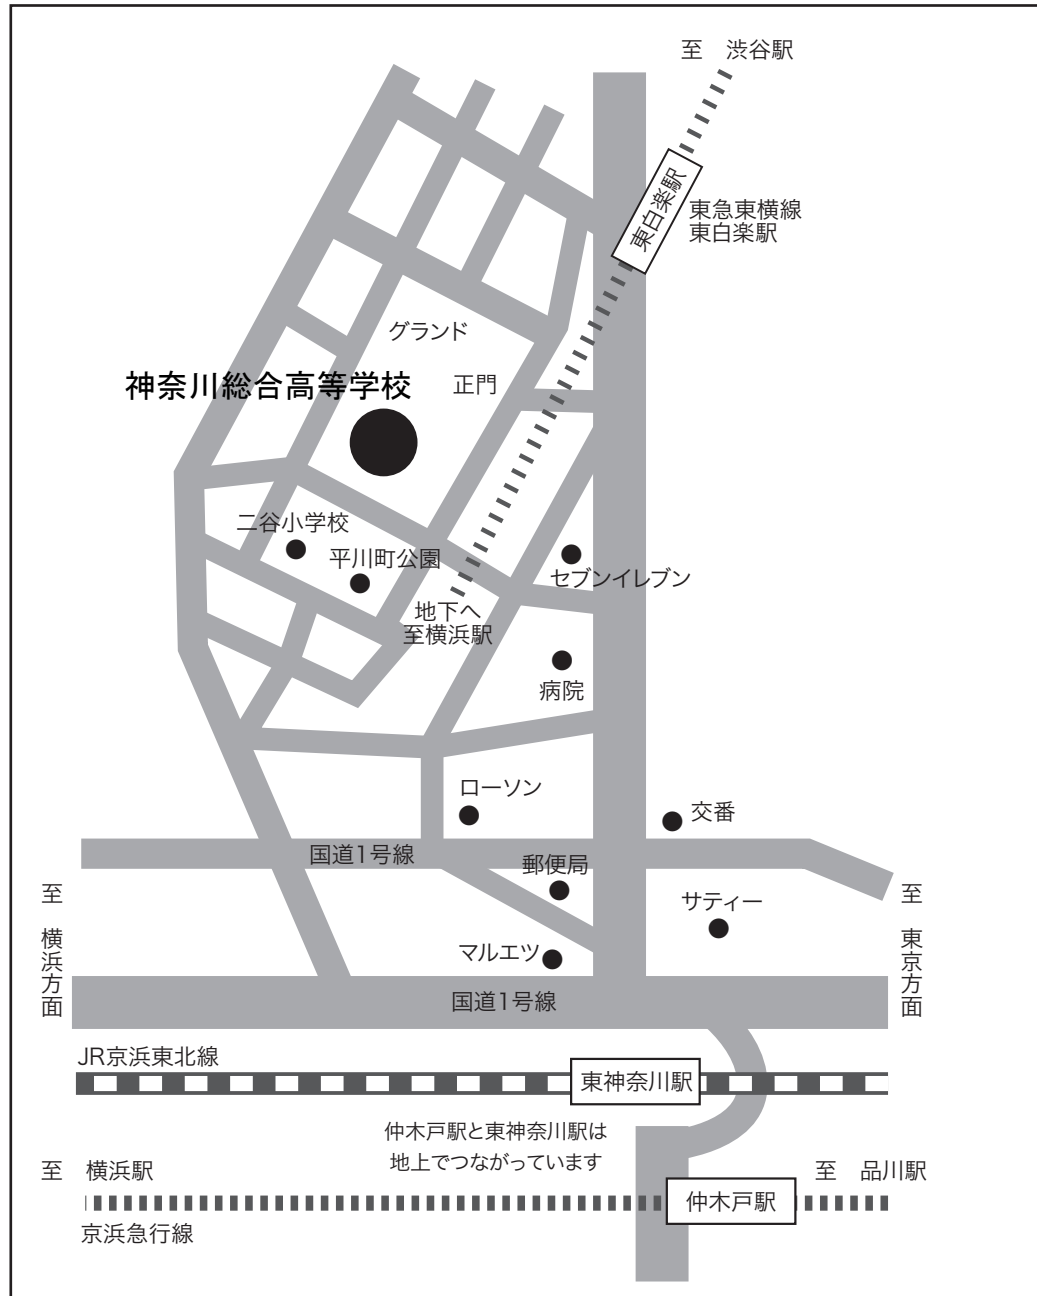 至　渋谷駅
東白楽駅
東急東横線
東白楽駅
グランド
神奈川総合高等学校
正門
二谷小学校
平川町公園
セブンイレブン
地下へ
至横浜駅
病院
ローソン
交番
国道1号線
郵便局
至　横浜方面
サティー
至　東京方面
マルエツ
国道1号線
JR京浜東北線
東神奈川駅
仲木戸駅と東神奈川駅は
地上でつながっています
至　横浜駅
至　品川駅
仲木戸駅
京浜急行線